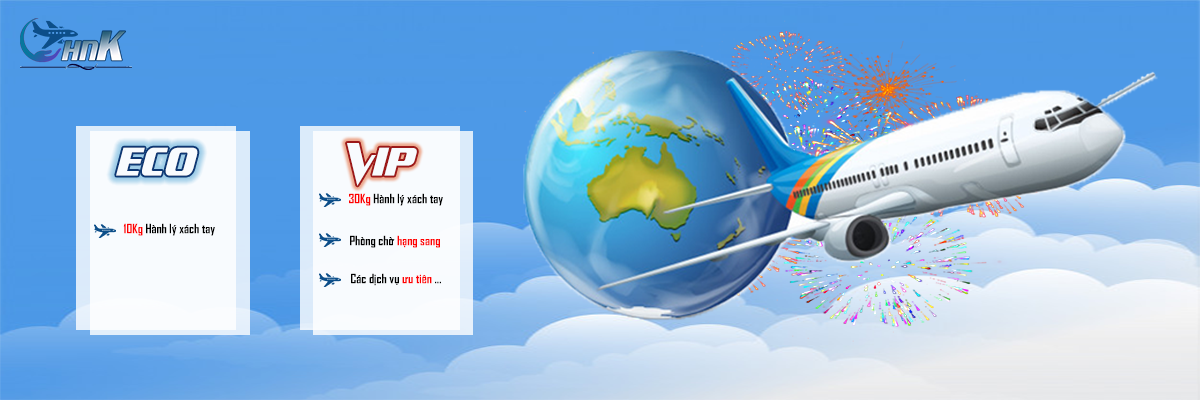 HnK
ECO
10Kg Hành lý xách tay
VIP
30Kg Hành lý xách tay
Phòng chờ hạng sang
Các dịch vụ ưu tiên ...